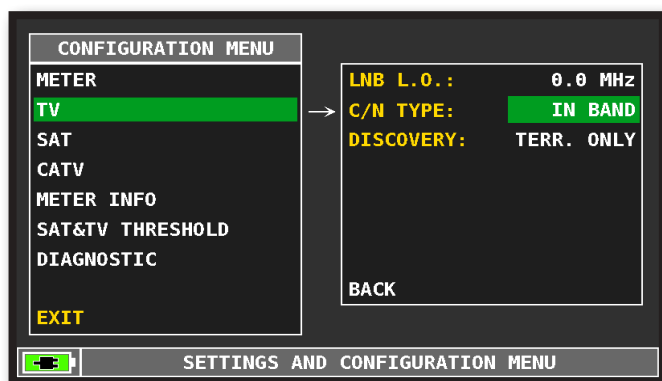 CONFIGURATION MENU
METER
TV
SAT
CATV
METER INFO
SAT&TV THRESHOLD
DIAGNOSTIC
EXIT
LNB L.O.: 0.0 MHz
C/N TYPE: IN BAND
DISCOVERY: TERR. ONLY
BACK
SETTINGS AND CONFIGURATION MENU